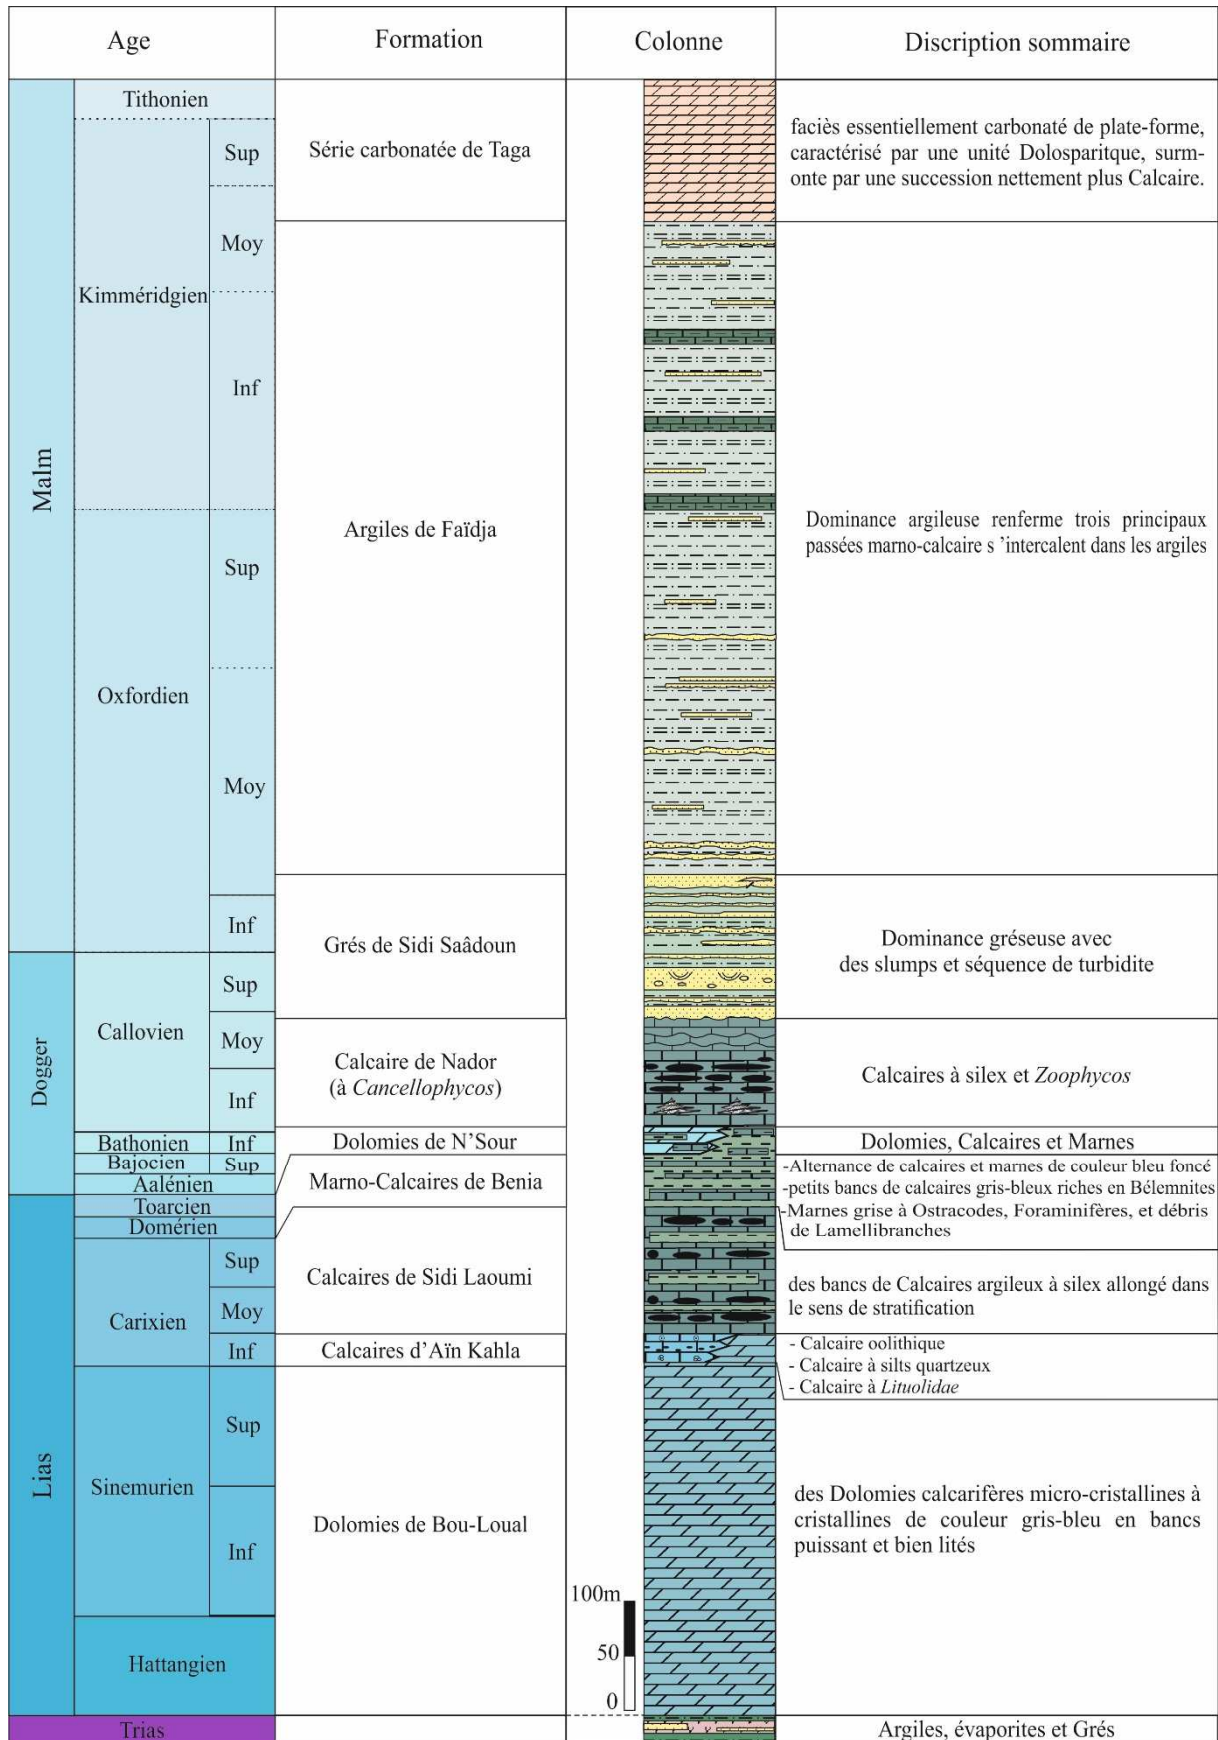 Age
Formation
Colonne
Discription sommaire
Malm
Tithonien
Kimméridgien
Sup
Moy
Inf
Oxfordien
Sup
Moy
Inf
Dogger
Callovien
Sup
Moy
Inf
Bathonien
Inf
Bajocien
Sup
Aalénien
Lias
Toarcien
Domérien
Carixien
Sup
Moy
Inf
Sinemurien
Sup
Inf
Hattangien
Trias
Série carbonatée de Taga
Argiles de Faïdja
Grés de Sidi Saâdoun
Calcaire de Nador
(à Cancellophycos)
Dolomies de N'Sour
Marno-Calcaires de Benia
Calcaires de Sidi Laoumi
Calcaires d'Aïn Kahla
Dolomies de Bou-Loual
100m
50
0
faciès essentiellement carbonaté de plate-forme,
caractérisé par une unité Dolosparitque, surm-
onte par une succession nettement plus Calcaire.
Dominance argileuse renferme trois principaux
passées marno-calcaire s ’intercalent dans les argiles
Dominance gréseuse avec
des slumps et séquence de turbidite
Calcaires à silex et Zoophycos
Dolomies, Calcaires et Marnes
-Alternance de calcaires et marnes de couleur bleu foncé
-petits bancs de calcaires gris-bleux riches en Bélemnites
-Marnes grise à Ostracodes, Foraminifères, et débris
de Lamellibranches
des bancs de Calcaires argileux à silex allongé dans
le sens de stratification
- Calcaire oolithique
- Calcaire à silts quartzeux
- Calcaire à Lituolidae
des Dolomies calcarifères micro-cristallines à
cristallines de couleur gris-bleu en bancs
puissant et bien lités
Argiles, évaporites et Grés